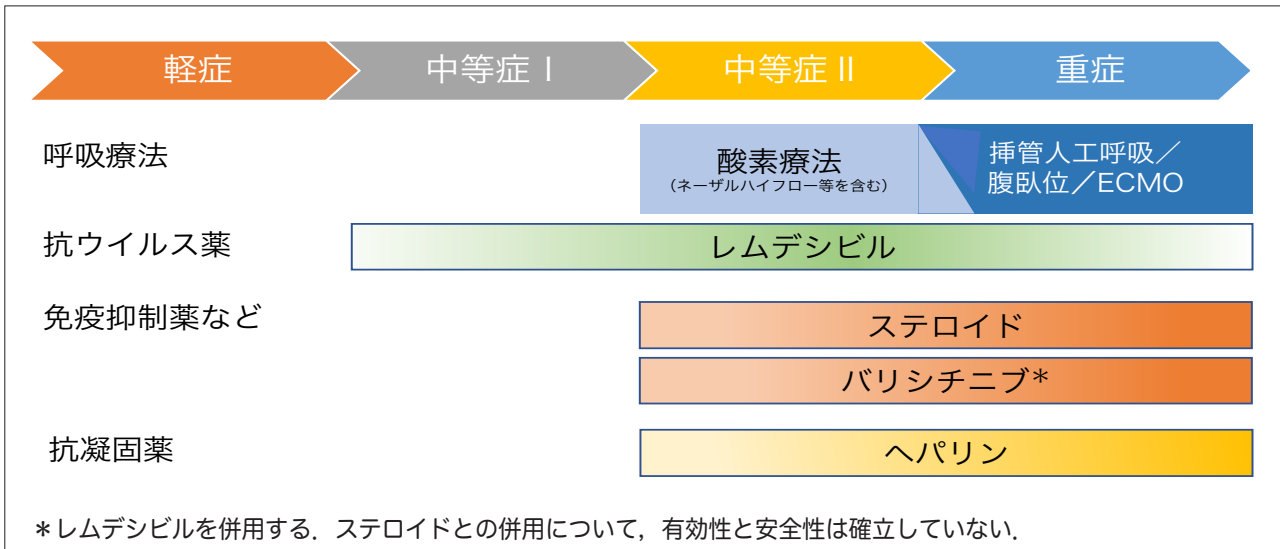 軽症
中等症Ⅰ
中等症Ⅱ
重症
呼吸療法
酸素療法
（ネーザルハイフロー等を含む）
挿管人工呼吸／
腹臥位／ECMO
抗ウイルス薬
レムデシビル
免疫抑制薬など
ステロイド
バリシチニブ*
抗凝固薬
ヘパリン
＊レムデシビルを併用する．ステロイドとの併用について，有効性と安全性は確立していない．